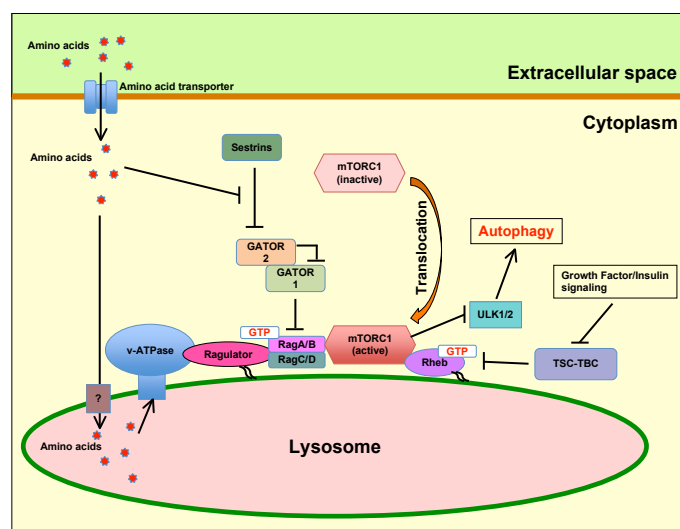 Amino acids
Extracellular space
Amino acid transporter
Cytoplasm
Sestrins
Amino acids
mTORC1
(inactive)
Translocation
Autophagy
GATOR
2
GATOR
1
Growth Factor/Insulin
signaling
ULK1/2
GTP
v-ATPase
Ragulator
RagA/B
RagC/D
mTORC1
(active)
GTP
Rheb
TSC-TBC
?
Amino acids
Lysosome